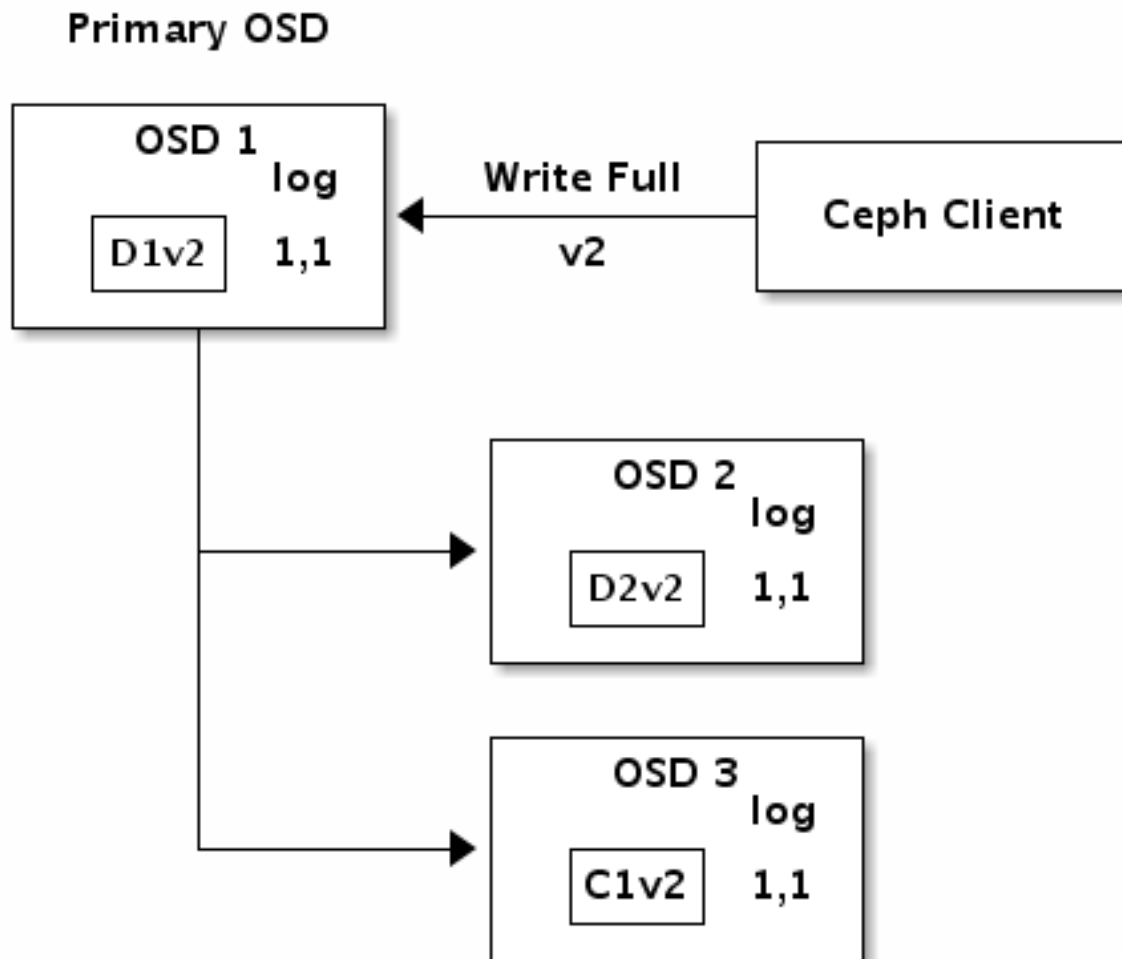 Primary OSD
OSD 1
log
D1v2
1,1
Write Full
v2
Ceph Client
OSD 2
log
D2v2
1,1
OSD 3
log
C1v2
1,1